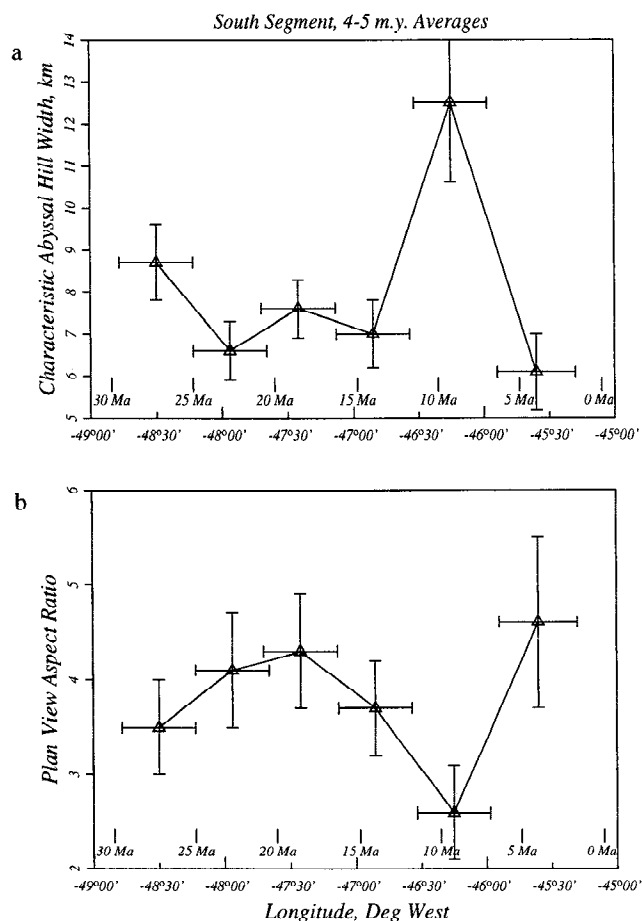 South Segment, 4-5 m.y. Averages
a
Characteristic Abyssal Hill Width, km
14
13
12
11
10
9
8
7
6
5
30 Ma 25 Ma 20 Ma 15 Ma 10 Ma 5 Ma 0 Ma
-49°00' -48°30' -48°00' -47°30' -47°00' -46°30' -46°00' -45°30' -45°00'
b
Plan View Aspect Ratio
6
5
4
3
2
30 Ma 25 Ma 20 Ma 15 Ma 10 Ma 5 Ma 0 Ma
-49°00' -48°30' -48°00' -47°30' -47°00' -46°30' -46°00' -45°30' -45°00'
Longitude, Deg West